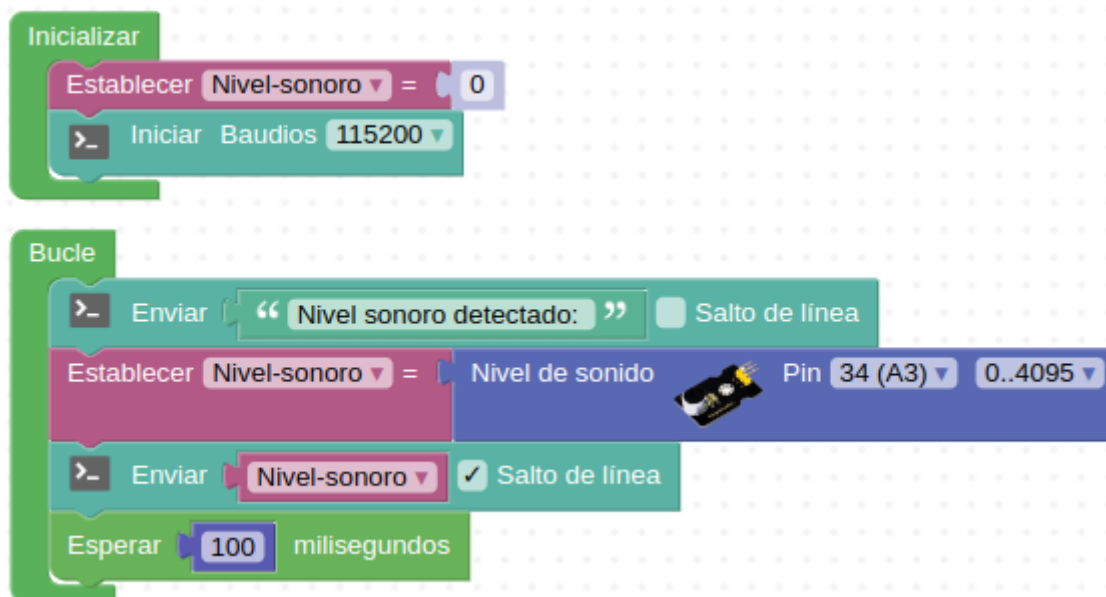 Inicializar
Establecer Nivel-sonoro ▾ = 0
>_ Iniciar Baudios 115200 ▾
Bucle
>_ Enviar “ Nivel sonoro detectado: ” Salto de línea
Establecer Nivel-sonoro ▾ = Nivel de sonido Pin 34 (A3) ▾ 0..4095 ▾
>_ Enviar Nivel-sonoro ▾ ✓ Salto de línea
Esperar 100 milisegundos